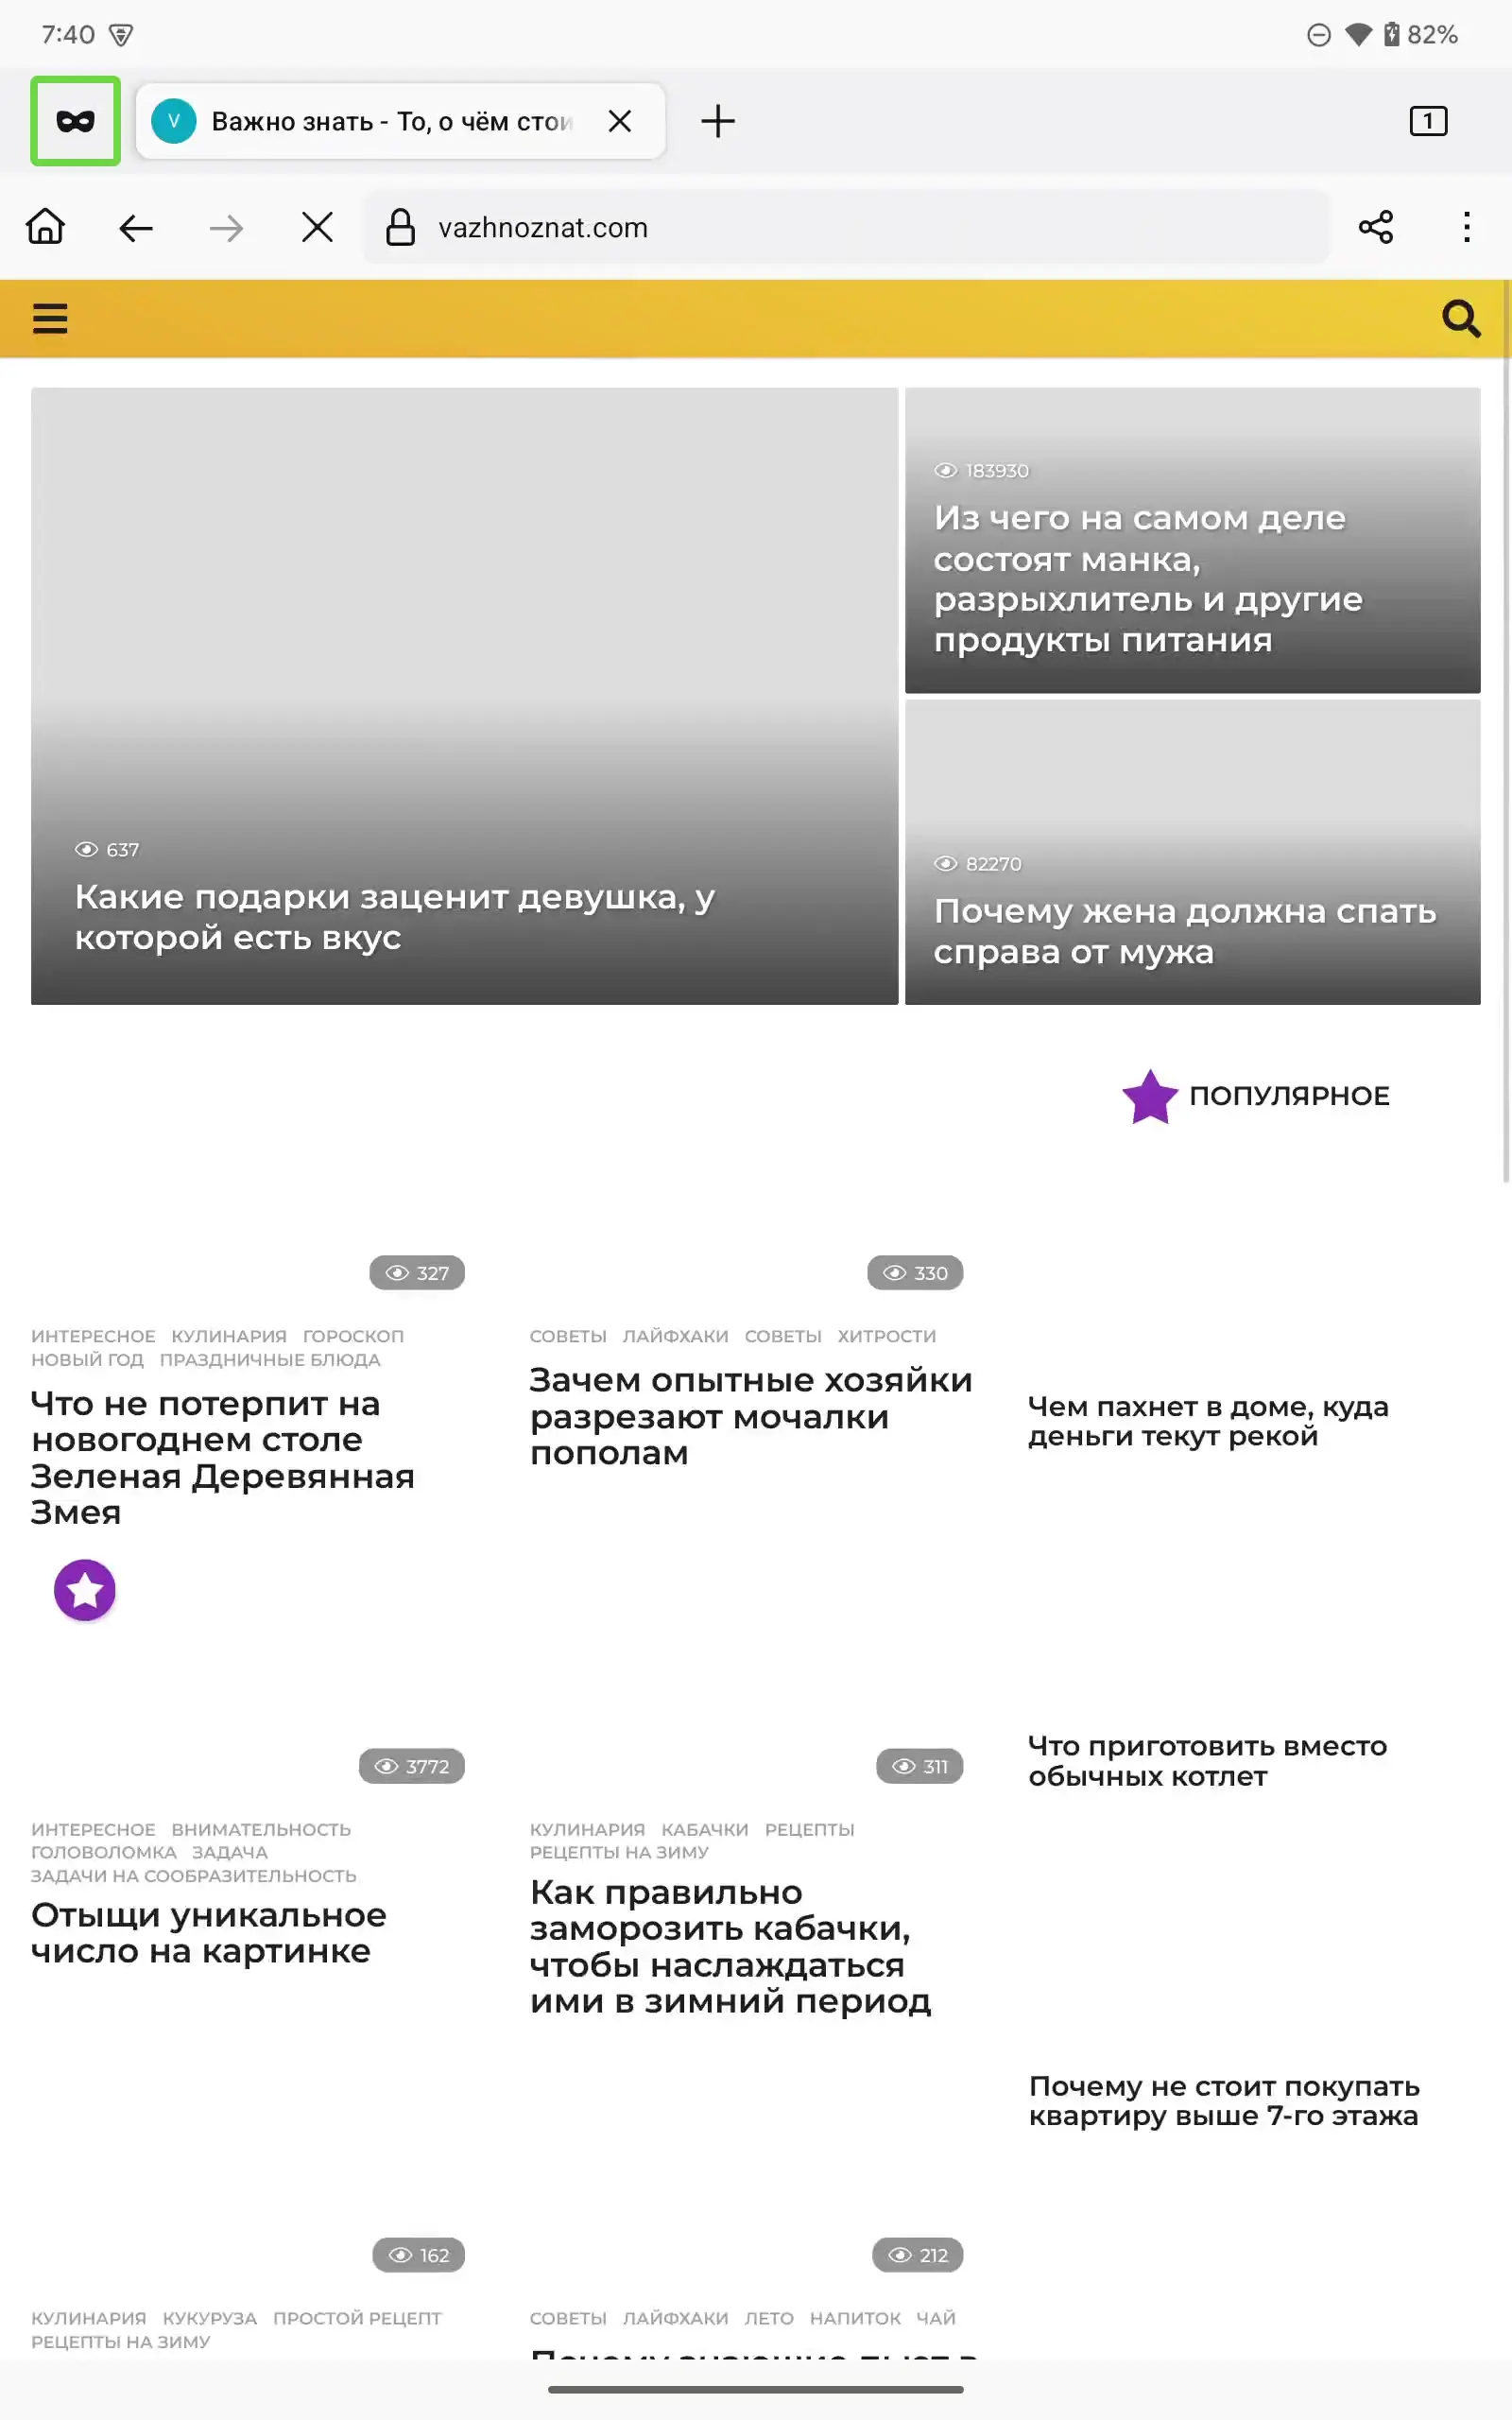 7:40
82%
V
Важно знать - То, о чём стои
1
vazhnoznat.com
637
Какие подарки заценит девушка, у
которой есть вкус
183930
Из чего на самом деле
состоят манка,
разрыхлитель и другие
продукты питания
82270
Почему жена должна спать
справа от мужа
ПОПУЛЯРНОЕ
327
ИНТЕРЕСНОЕ КУЛИНАРИЯ ГОРОСКОП
НОВЫЙ ГОД ПРАЗДНИЧНЫЕ БЛЮДА
Что не потерпит на
новогоднем столе
Зеленая Деревянная
Змея
330
СОВЕТЫ ЛАЙФХАКИ СОВЕТЫ ХИТРОСТИ
Зачем опытные хозяйки
разрезают мочалки
пополам
Чем пахнет в доме, куда
деньги текут рекой
3772
ИНТЕРЕСНОЕ ВНИМАТЕЛЬНОСТЬ
ГОЛОВОЛОМКА ЗАДАЧА
ЗАДАЧИ НА СООБРАЗИТЕЛЬНОСТЬ
Отыщи уникальное
число на картинке
311
КУЛИНАРИЯ КАБАЧКИ РЕЦЕПТЫ
РЕЦЕПТЫ НА ЗИМУ
Как правильно
заморозить кабачки,
чтобы наслаждаться
ими в зимний период
Что приготовить вместо
обычных котлет
Почему не стоит покупать
квартиру выше 7-го этажа
162
КУЛИНАРИЯ КУКУРУЗА ПРОСТОЙ РЕЦЕПТ
РЕЦЕПТЫ НА ЗИМУ
212
СОВЕТЫ ЛАЙФХАКИ ЛЕТО НАПИТОК ЧАЙ